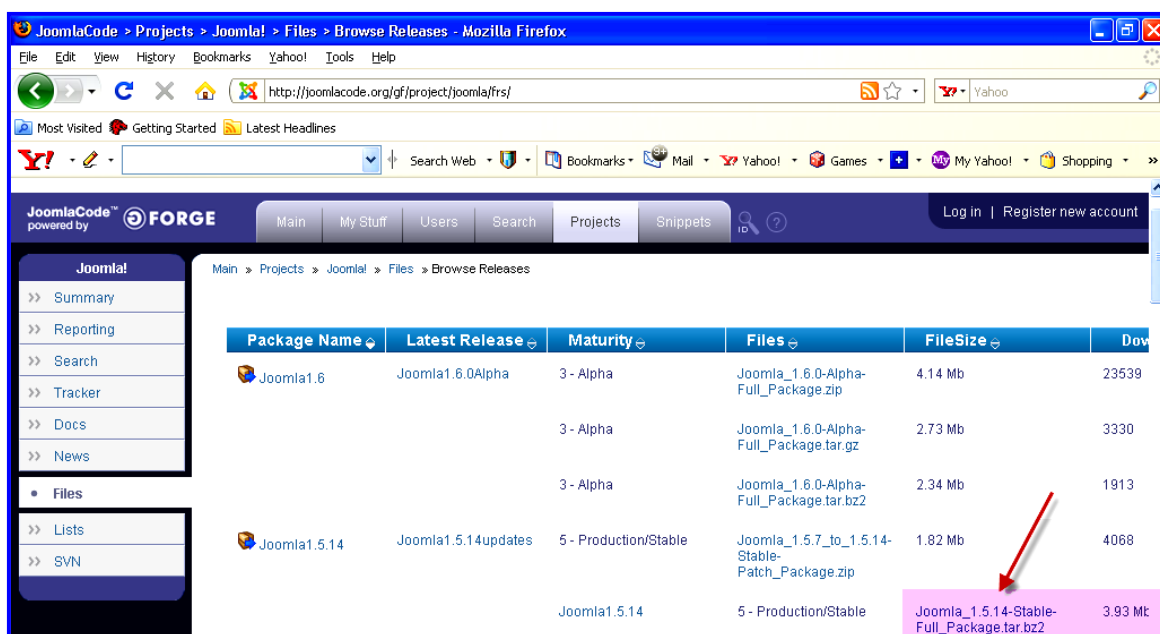 JoomlaCode > Projects > Joomla! > Files > Browse Releases - Mozilla Firefox
File Edit View History Bookmarks Yahoo! Tools Help
http://joomlacode.org/gf/project/joomla/frs/
Yahoo
Most Visited Getting Started Latest Headlines
Y! Search Web Bookmarks Mail Yahoo! Games My Yahoo! Shopping »
JoomlaCode™ powered by FORGE
Main My Stuff Users Search Projects Snippets ID ?
Log in | Register new account
Joomla!
Main » Projects » Joomla! » Files » Browse Releases
Summary
Reporting
Search
Tracker
Docs
News
Files
Lists
SVN
Package Name Latest Release Maturity Files FileSize Dow
Joomla1.6 Joomla1.6.0Alpha 3 - Alpha Joomla_1.6.0-Alpha- 4.14 Mb 23539
Full_Package.zip
3 - Alpha Joomla_1.6.0-Alpha- 2.73 Mb 3330
Full_Package.tar.gz
3 - Alpha Joomla_1.6.0-Alpha- 2.34 Mb 1913
Full_Package.tar.bz2
Joomla1.5.14 Joomla1.5.14updates 5 - Production/Stable Joomla_1.5.7_to_1.5.14- 1.82 Mb 4068
Stable-
Patch_Package.zip
Joomla1.5.14 5 - Production/Stable Joomla_1.5.14-Stable- 3.93 Mb
Full_Package.tar.bz2